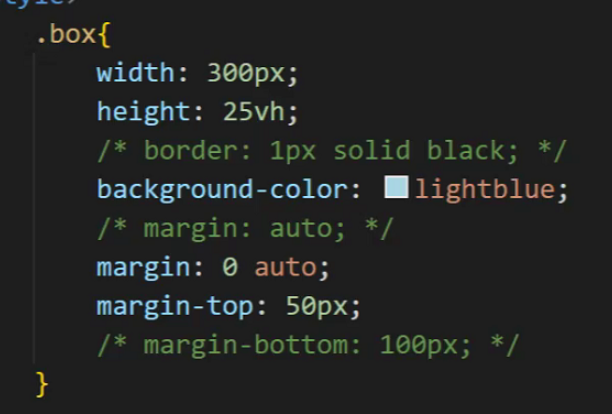 style>
.box{
width: 300px;
height: 25vh;
/* border: 1px solid black; */
background-color: lightblue;
/* margin: auto; */
margin: 0 auto;
margin-top: 50px;
/* margin-bottom: 100px; */
}